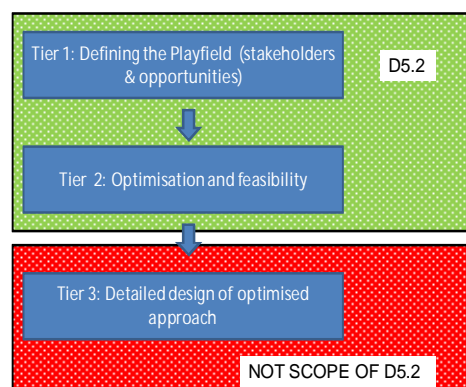 Tier 1: Defining the Playfield (stakeholders
& opportunities)
D5.2
Tier 2: Optimisation and feasibility
Tier 3: Detailed design of optimised
approach
NOT SCOPE OF D5.2